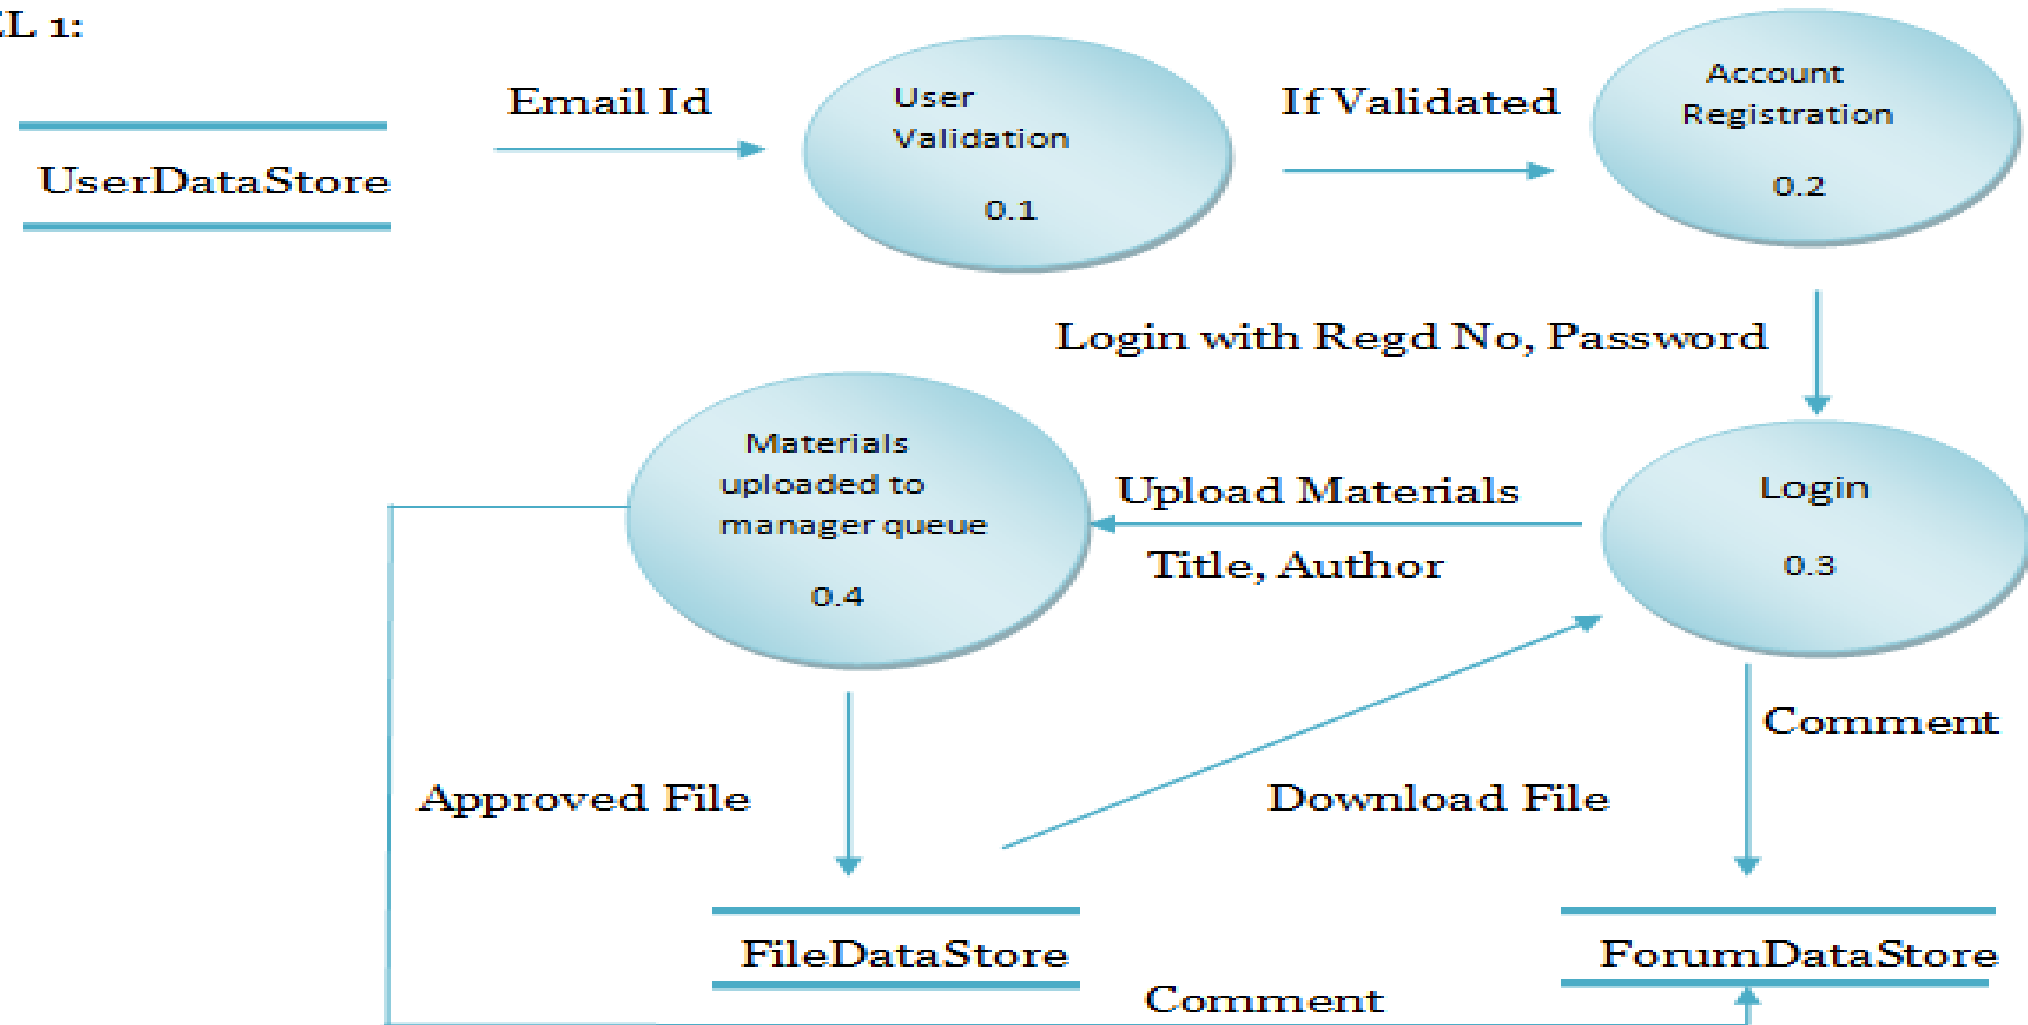 EL 1:
Email Id
User
Validation
0.1
If Validated
Account
Registration
0.2
UserDataStore
Login with Regd No, Password
Materials
uploaded to
manager queue
0.4
Upload Materials
Title, Author
Login
0.3
Comment
Approved File
Download File
FileDataStore
ForumDataStore
Comment